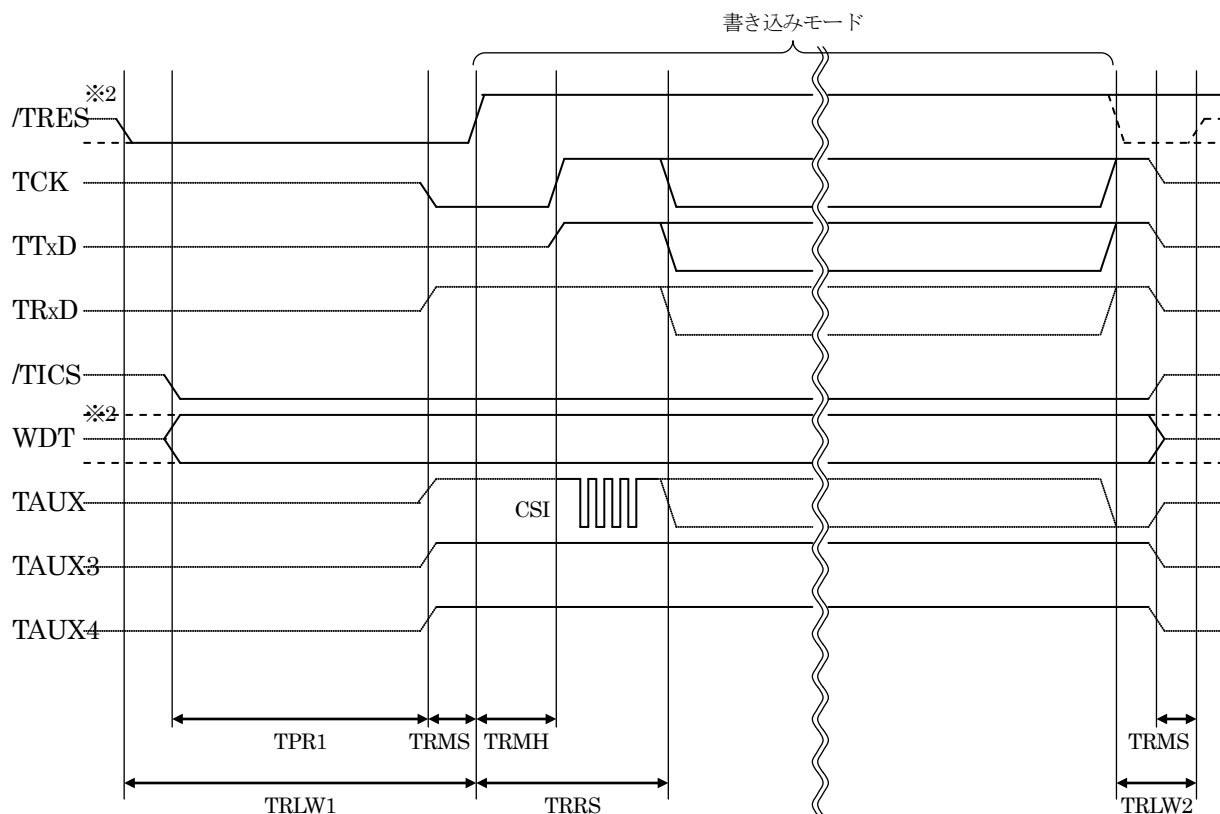 書き込みモード
※2
/TRES
TCK
TTxD
TRxD
/TICS
※2
WDT
TAUX
CSI
TAUX3
TAUX4
TPR1 TRMS TRMH TRMS
TRLW1 TRRS TRLW2